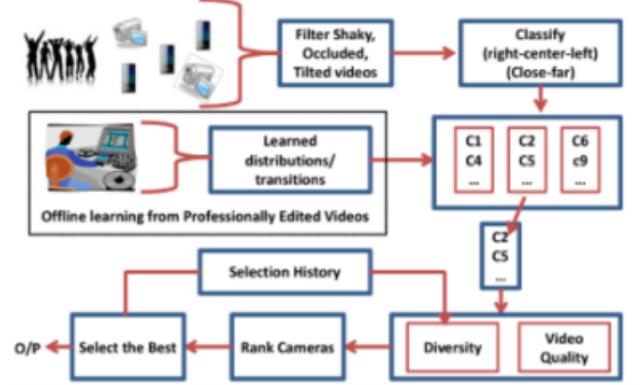 Filter Shaky,
Occluded,
Tilted videos
Classify
(right-center-left)
(Close-far)
Learned
distributions/
transitions
Offline learning from Professionally Edited Videos
C1
C4
...
C2
C5
...
C6
c9
...
C2
C5
...
Selection History
O/P
Select the Best
Rank Cameras
Diversity
Video
Quality